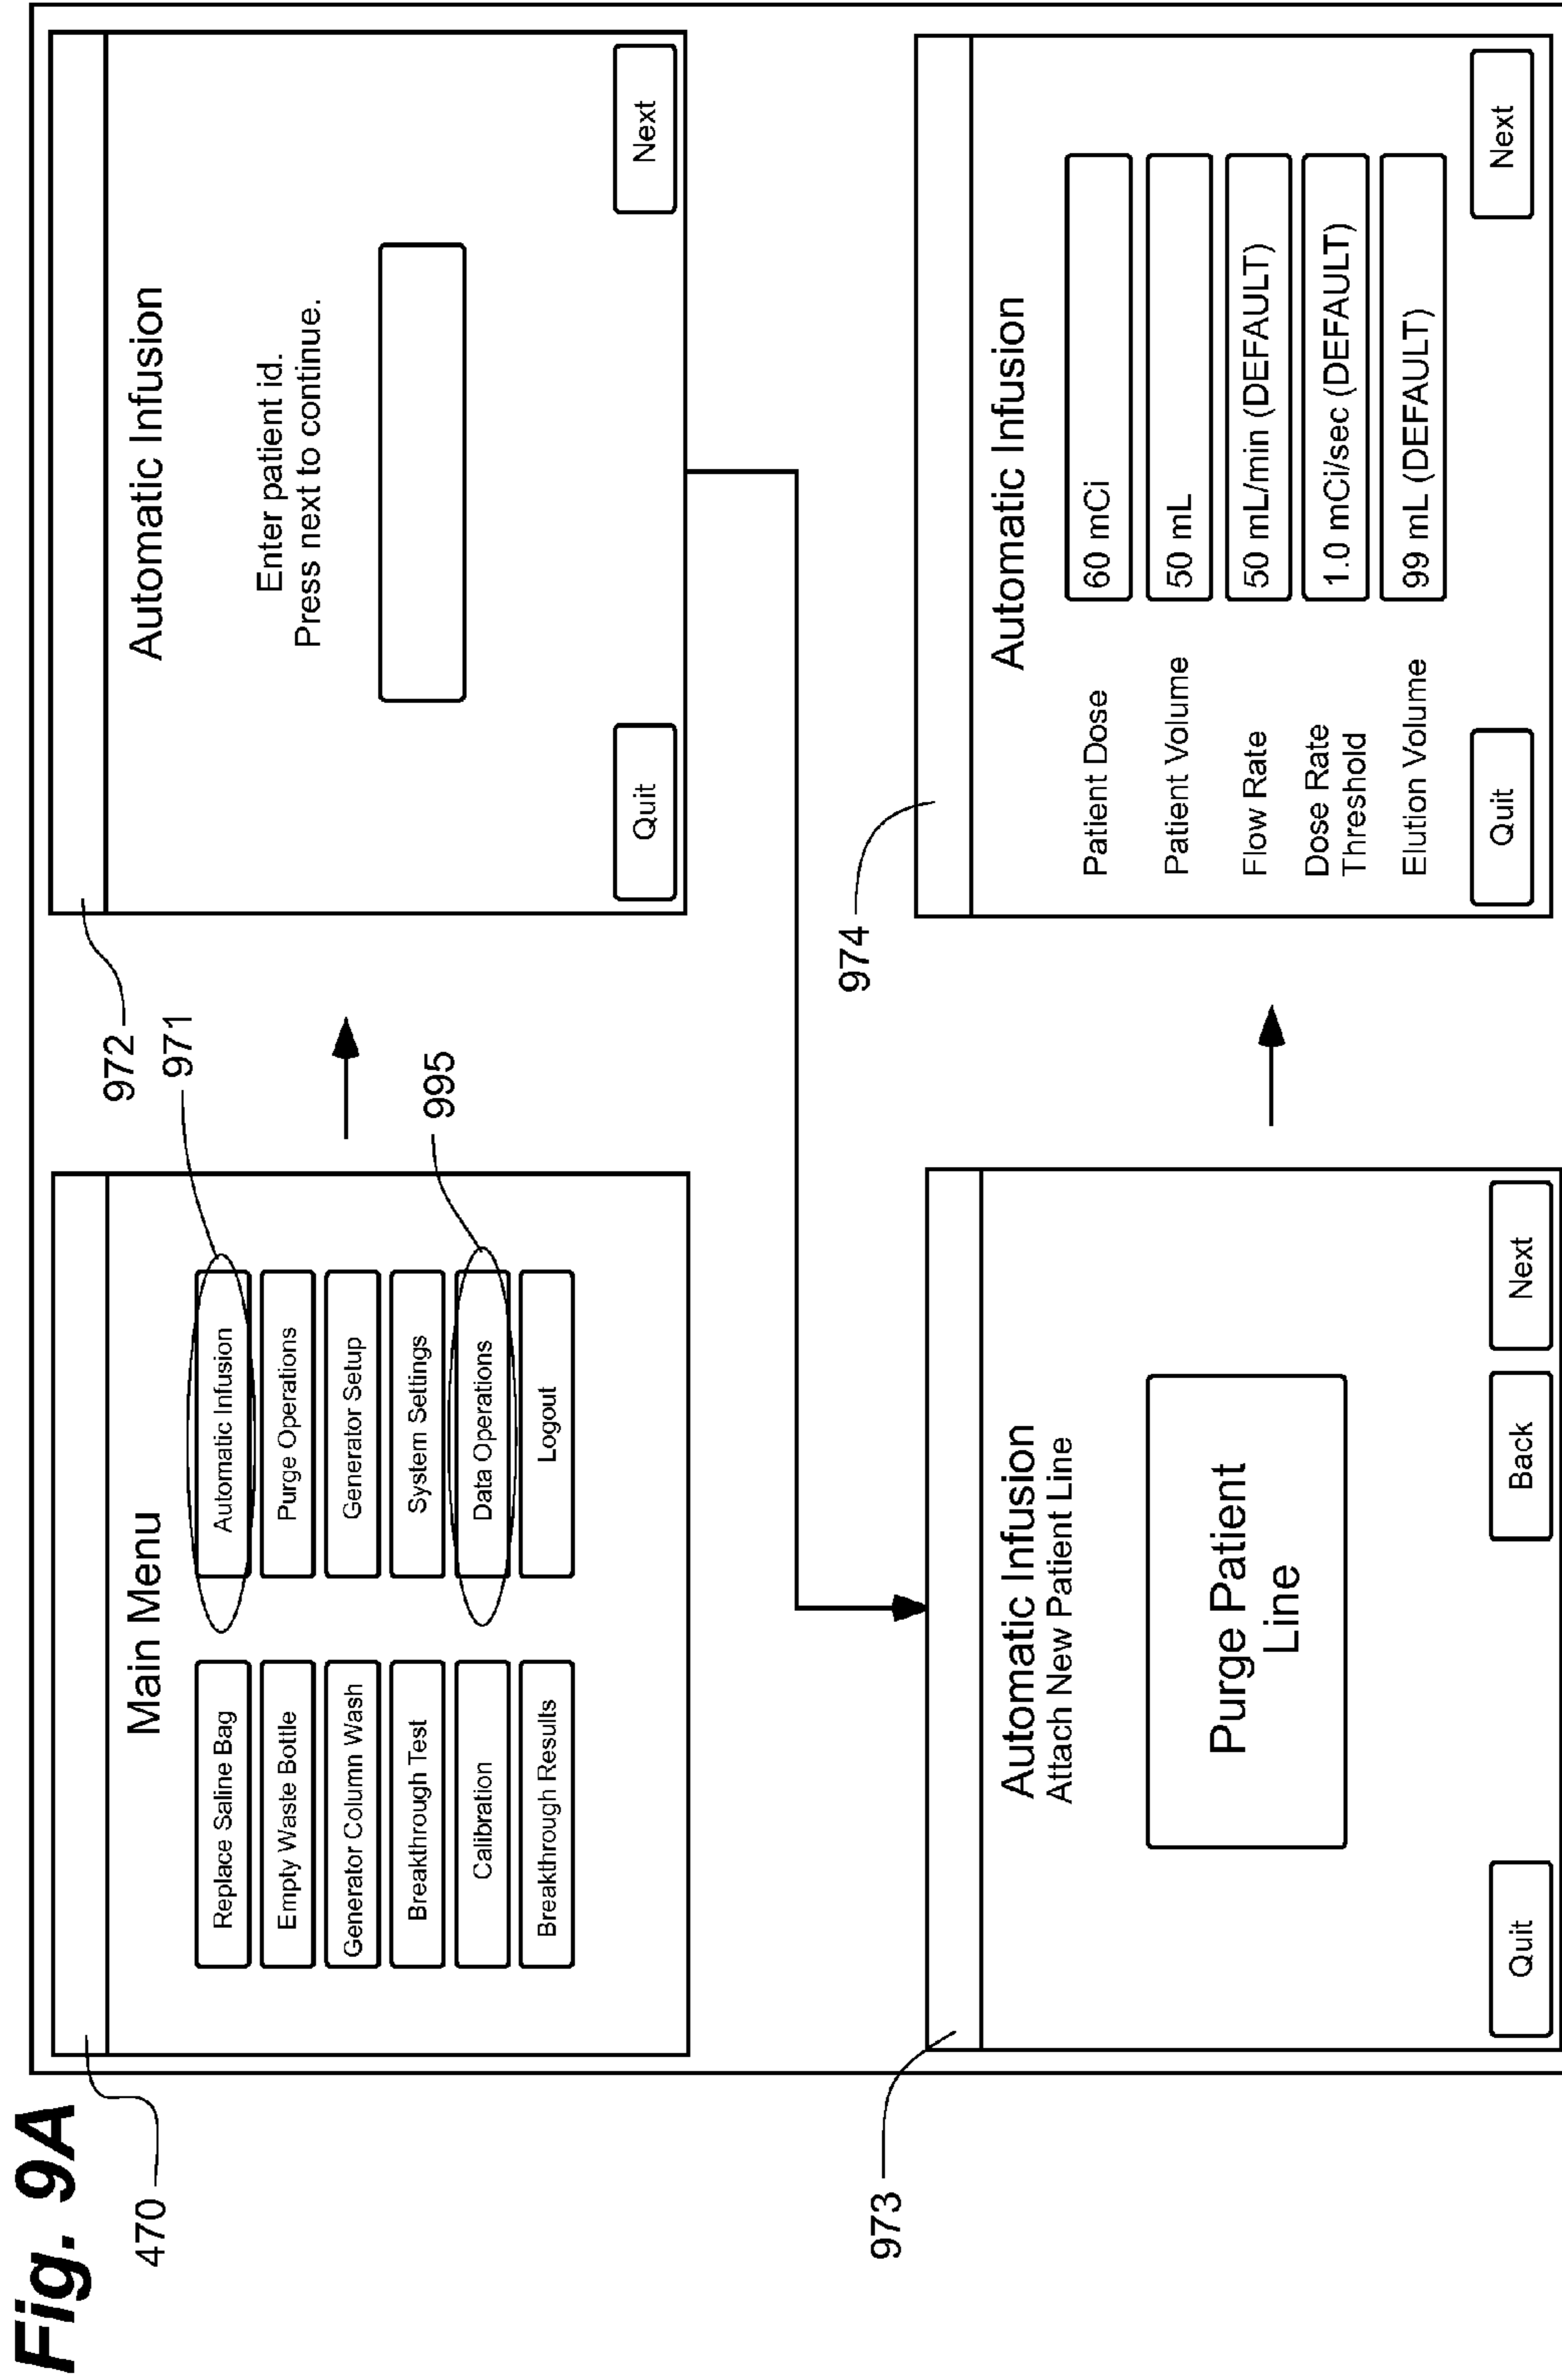 Fig. 9A
470
Main Menu
Replace Saline Bag
Automatic Infusion
Empty Waste Bottle
Purge Operations
Generator Column Wash
Generator Setup
Breakthrough Test
System Settings
Calibration
Data Operations
Breakthrough Results
Logout
971
995
972
Automatic Infusion
Enter patient id.
Press next to continue.
Quit
Next
973
Automatic Infusion
Attach New Patient Line
Purge Patient
Line
Quit
Back
Next
974
Automatic Infusion
Patient Dose
60 mCi
Patient Volume
50 mL
Flow Rate
50 mL/min (DEFAULT)
Dose Rate
Threshold
1.0 mCi/sec (DEFAULT)
Elution Volume
99 mL (DEFAULT)
Quit
Next